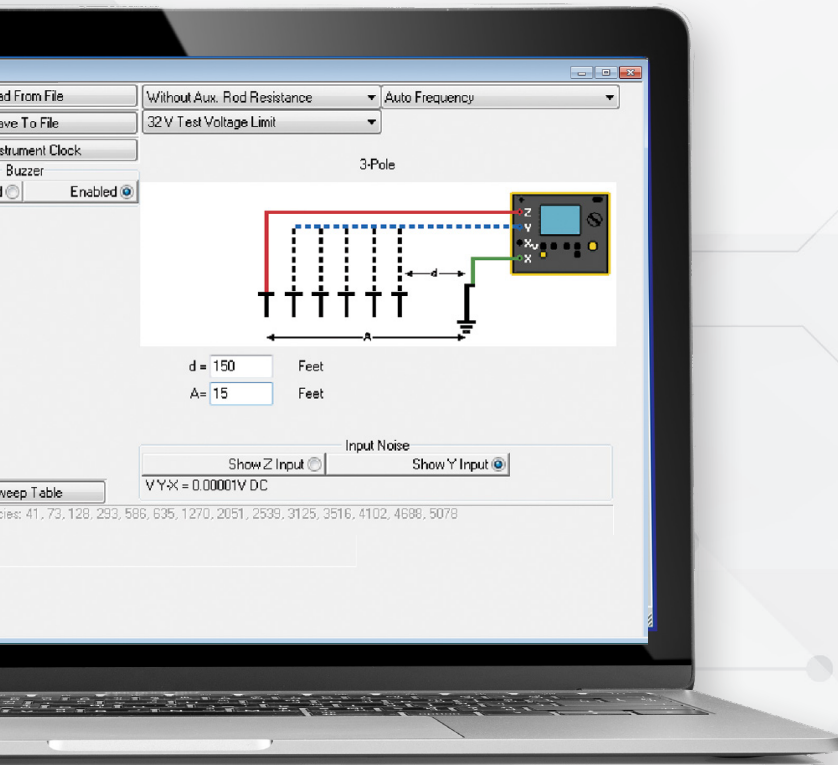 ad From File
Without Aux. Rod Resistance
Auto Frequency
ave To File
32 V Test Voltage Limit
strument Clock
Buzzer
3-Pole
d
Enabled
Z
Y
Xv
X
d
A
d = 150 Feet
A= 15 Feet
Input Noise
Show Z Input
Show Y Input
V Y-X = 0.00001V DC
weep Table
cies: 41, 73, 128, 293, 586, 635, 1270, 2051, 2539, 3125, 3516, 4102, 4688, 5078